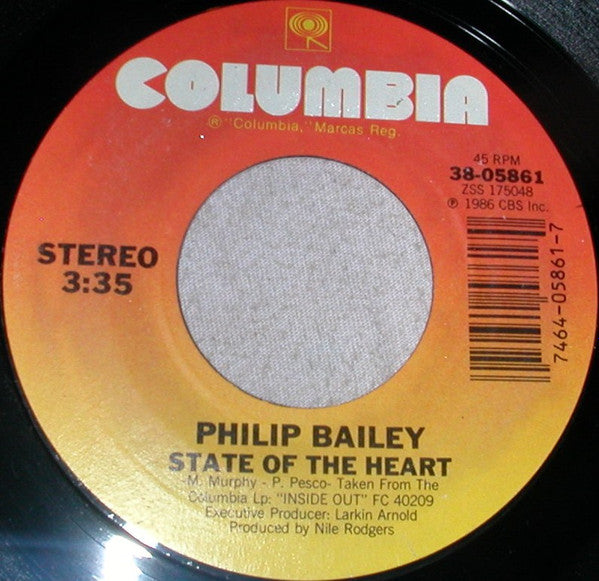 COLUMBIA
® "Columbia," Marcas Reg.
45 RPM
38-05861
ZSS 175048
℗ 1986 CBS Inc.
STEREO
3:35
7464-05861-7
PHILIP BAILEY
STATE OF THE HEART
-M. Murphy - P. Pesco- Taken From The
Columbia Lp: "INSIDE OUT" FC 40209
Executive Producer: Larkin Arnold
Produced by Nile Rodgers